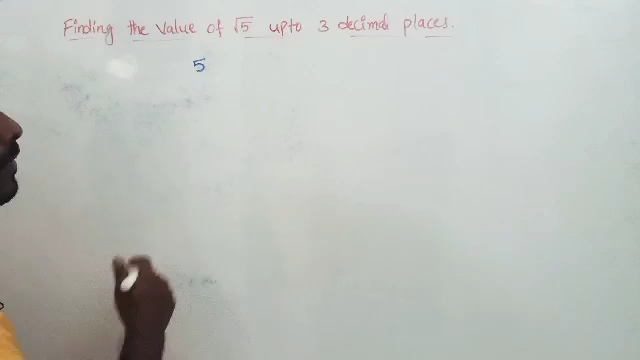 Finding the value of √5 upto 3 decimal places.
5